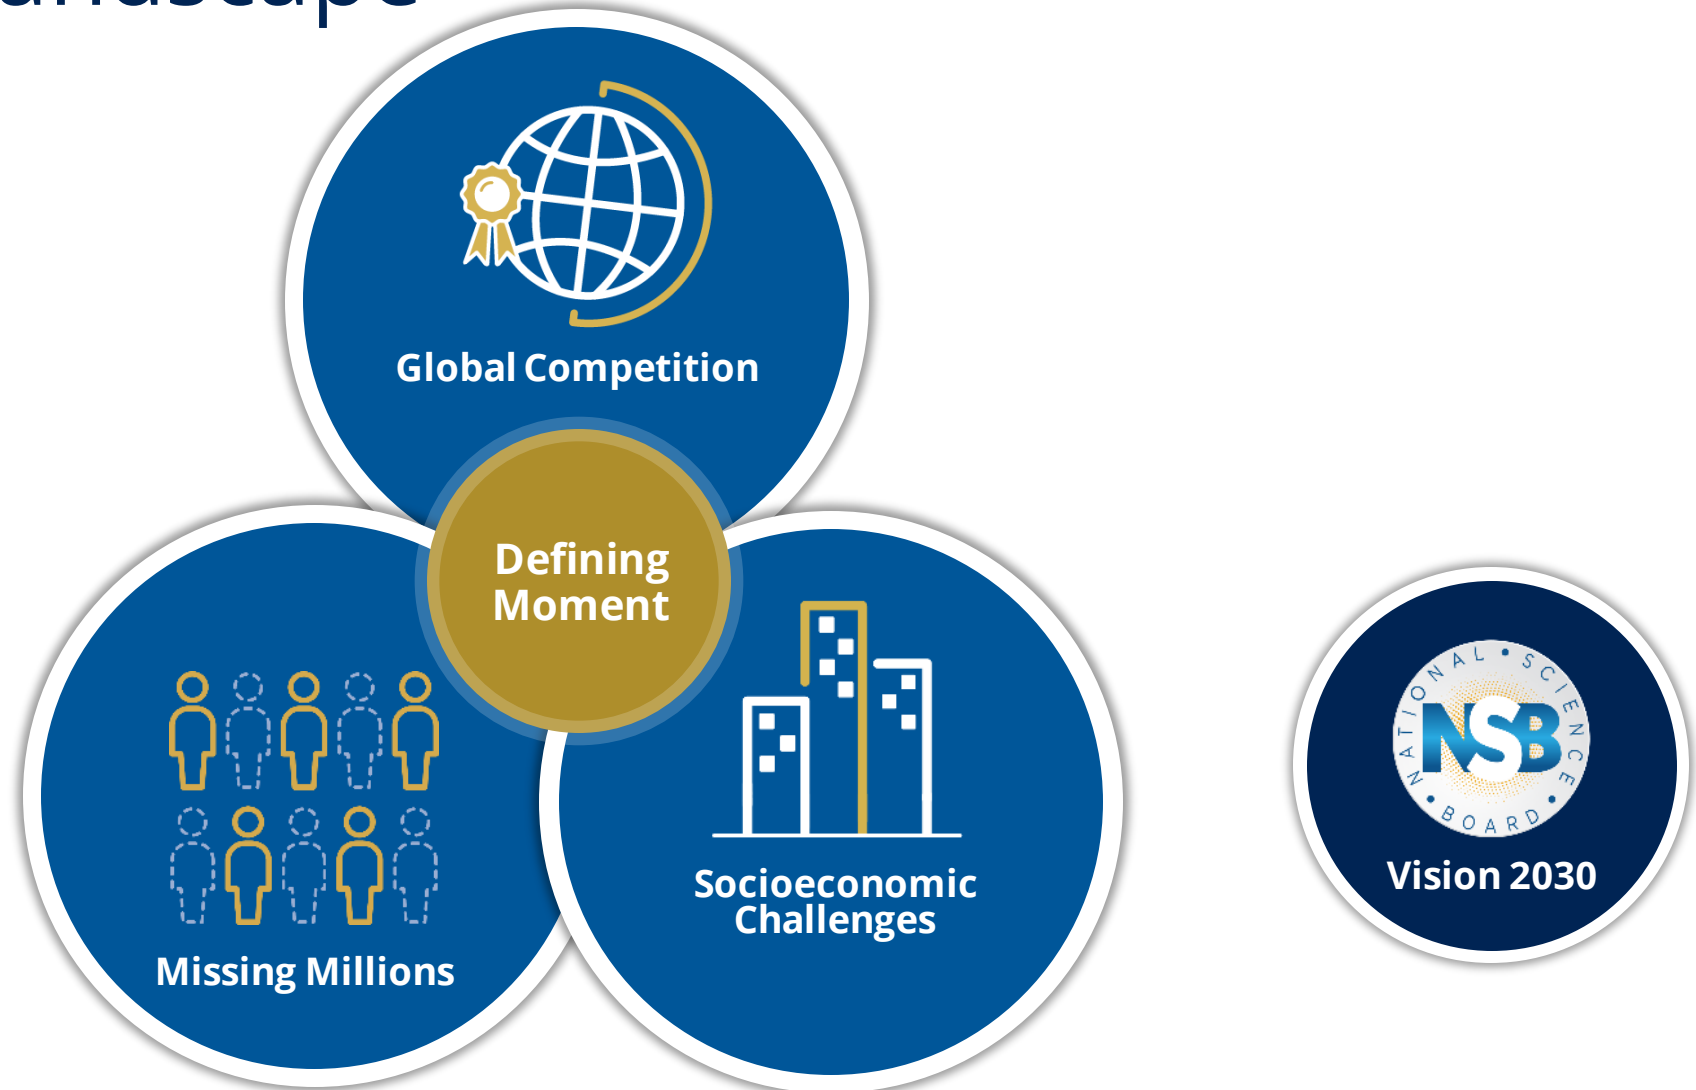 andscape
Global Competition
Defining
Moment
Missing Millions
Socioeconomic
Challenges
NATIONAL • SCIENCE • BOARD •
NSB
Vision 2030